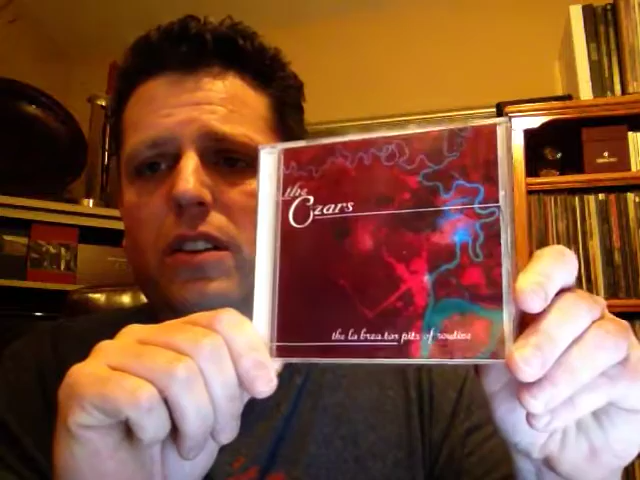 the
Czars
the la brea tar pits of routine